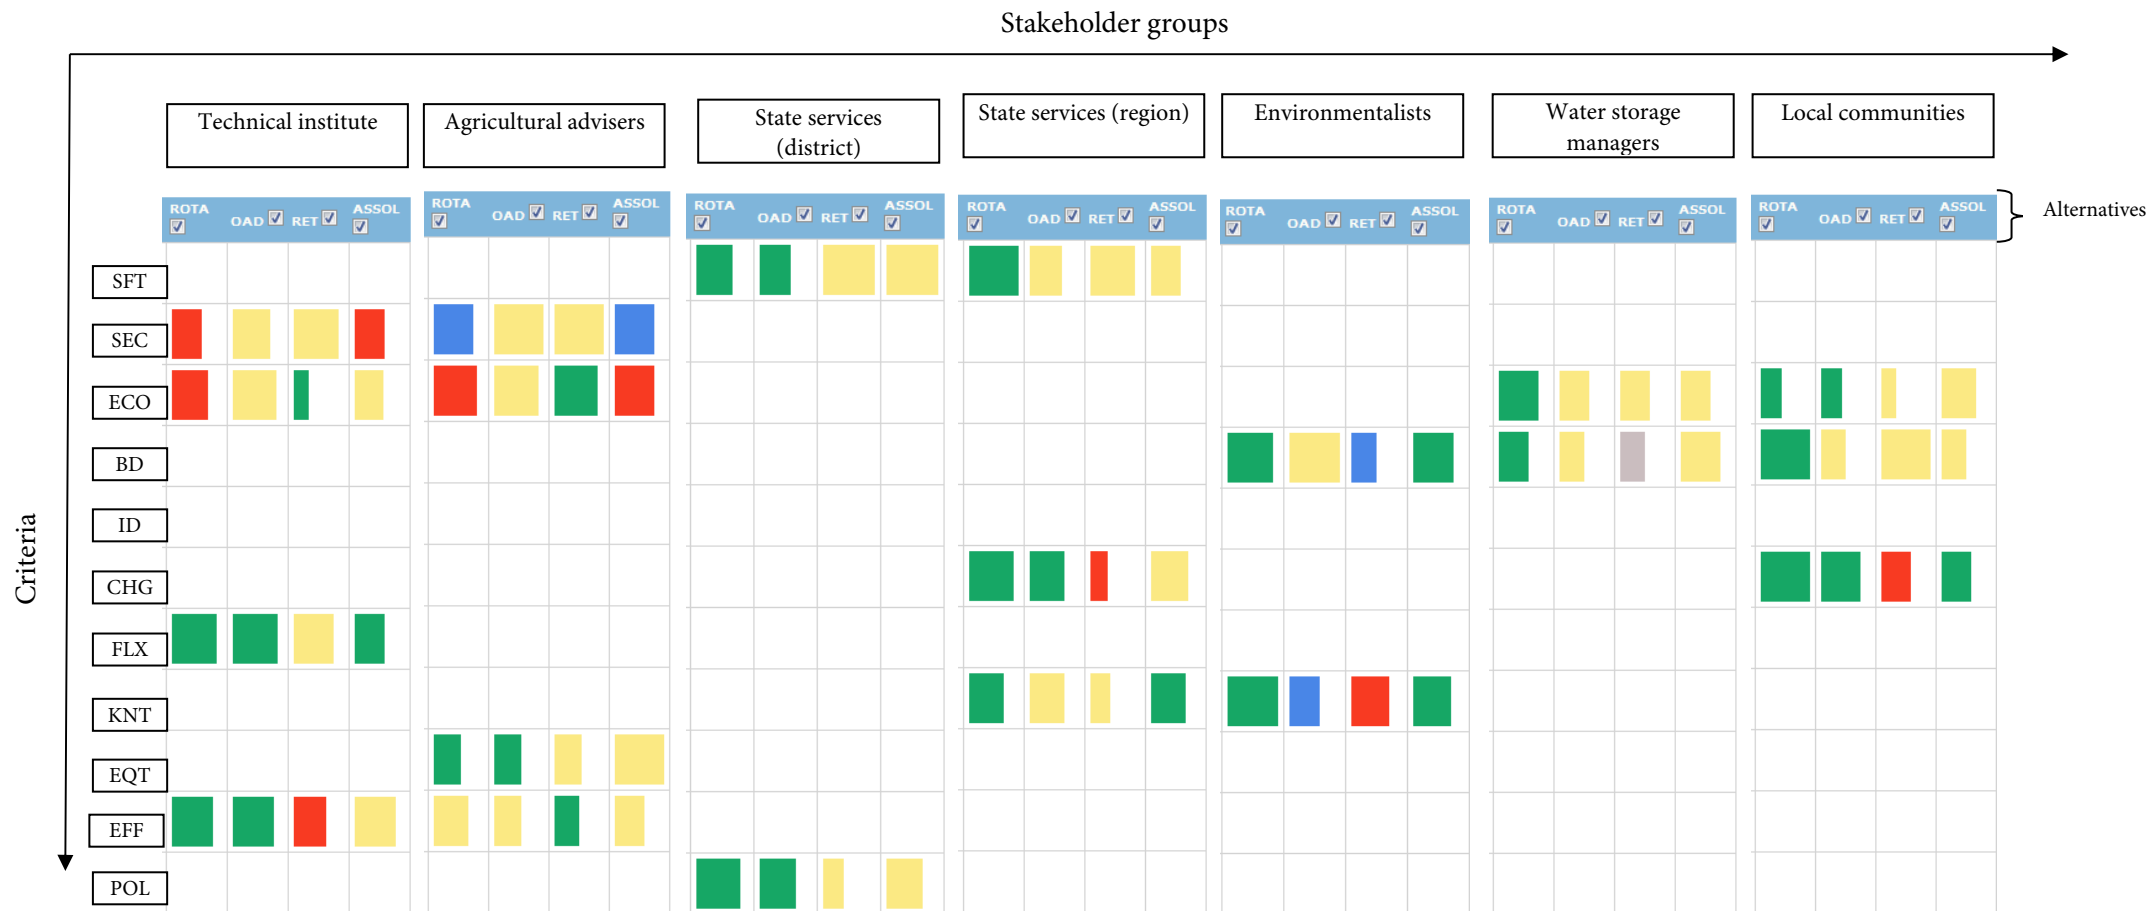 Stakeholder groups
Technical institute
Agricultural advisers
State services
(district)
State services (region)
Environmentalists
Water storage
managers
Local communities
ROTA OAD RET ASSOL
ROTA OAD RET ASSOL
ROTA OAD RET ASSOL
ROTA OAD RET ASSOL
ROTA OAD RET ASSOL
ROTA OAD RET ASSOL
ROTA OAD RET ASSOL
Alternatives
Criteria
SFT
SEC
ECO
BD
ID
CHG
FLX
KNT
EQT
EFF
POL